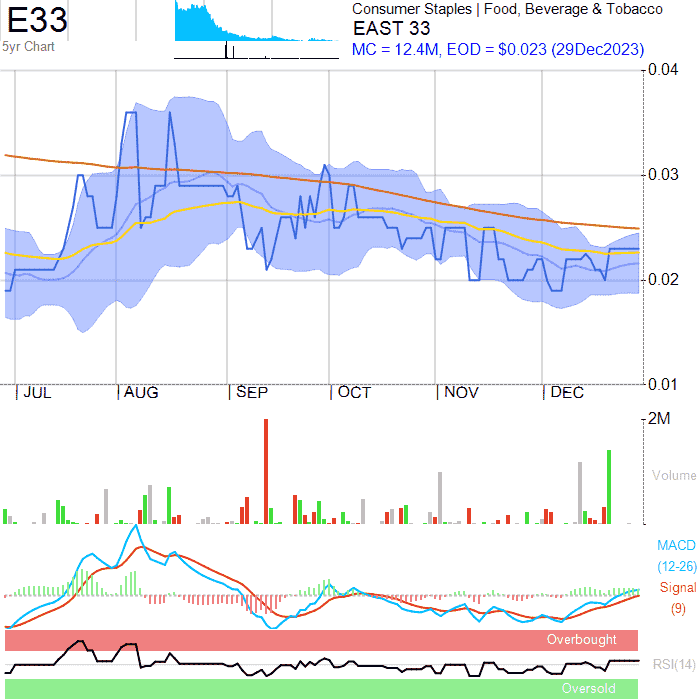 E33
5yr Chart
Consumer Staples | Food, Beverage & Tobacco
EAST 33
MC = 12.4M, EOD = $0.023 (29Dec2023)
0.04
0.03
0.02
0.01
JUL AUG SEP OCT NOV DEC
2M
Volume
MACD
(12-26)
Signal
(9)
Overbought
RSI(14)
Oversold